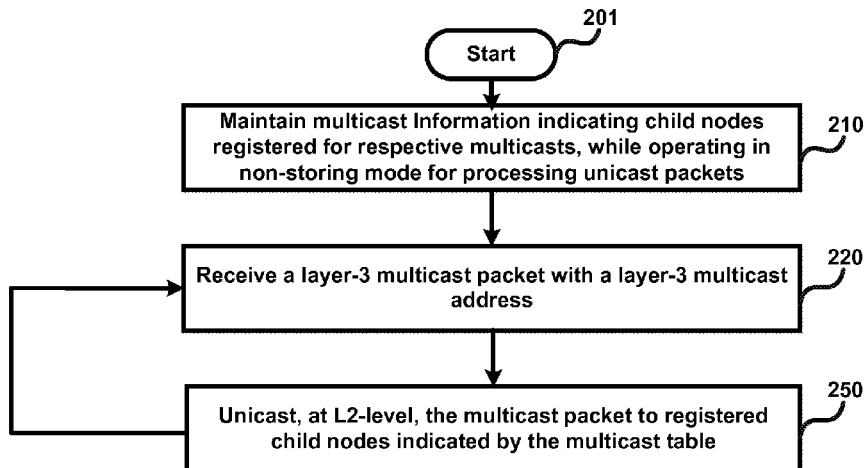 201
Start
Maintain multicast Information indicating child nodes
registered for respective multicasts, while operating in
non-storing mode for processing unicast packets
210
Receive a layer-3 multicast packet with a layer-3 multicast
address
220
Unicast, at L2-level, the multicast packet to registered
child nodes indicated by the multicast table
250